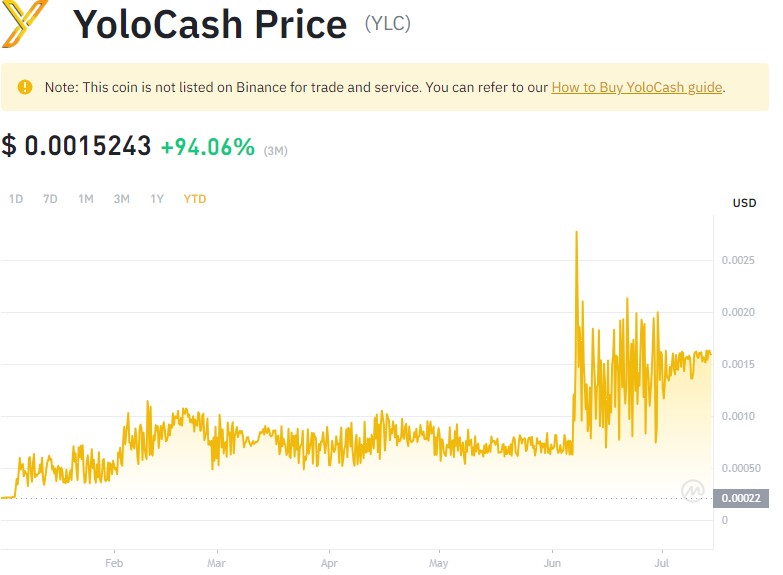 YoloCash Price (YLC)
Note: This coin is not listed on Binance for trade and service. You can refer to our How to Buy YoloCash guide.
$ 0.0015243 +94.06% (3M)
1D 7D 1M 3M 1Y YTD
USD
0.0025
0.0020
0.0015
0.0010
0.00050
0.00022
0
Feb Mar Apr May Jun Jul